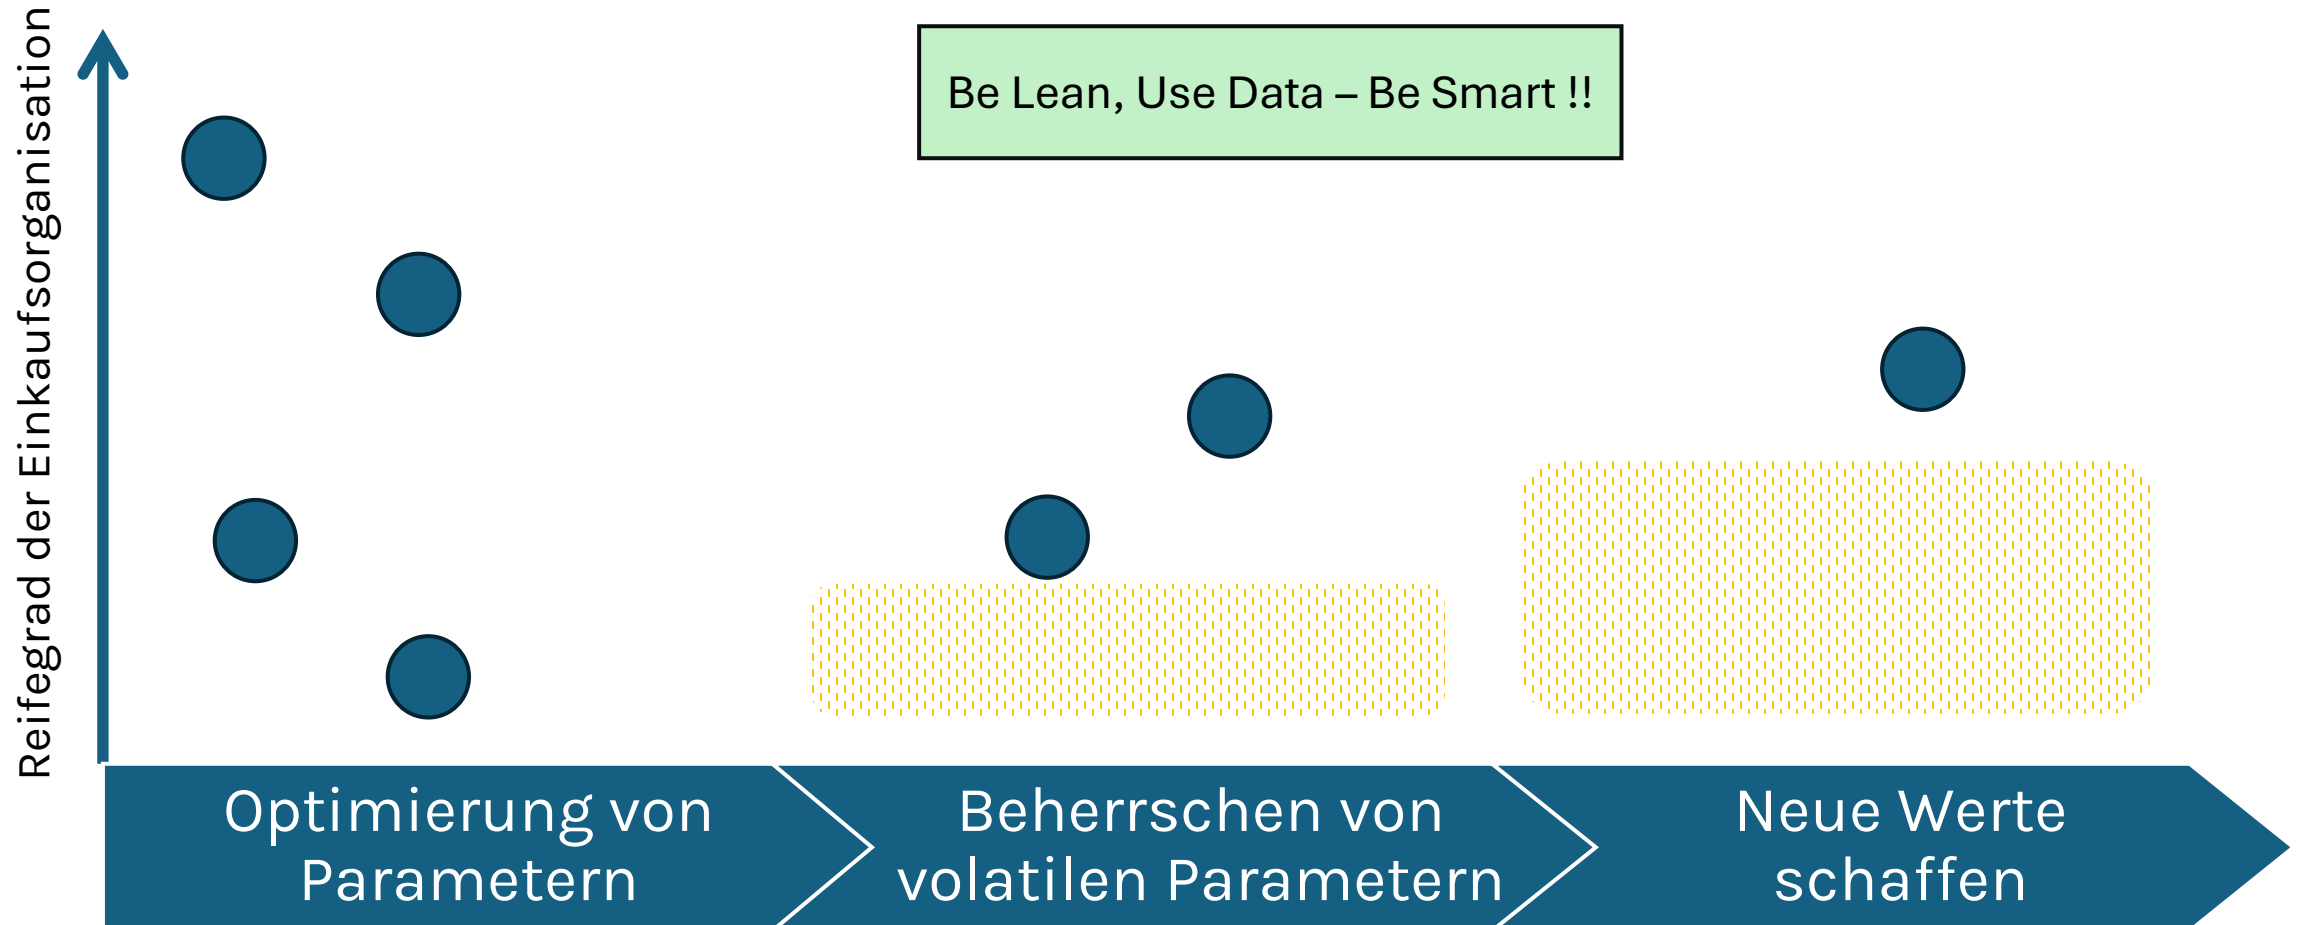 Reifegrad der Einkaufsorganisation
Be Lean, Use Data – Be Smart !!
Optimierung von
Parametern
Beherrschen von
volatilen Parametern
Neue Werte
schaffen